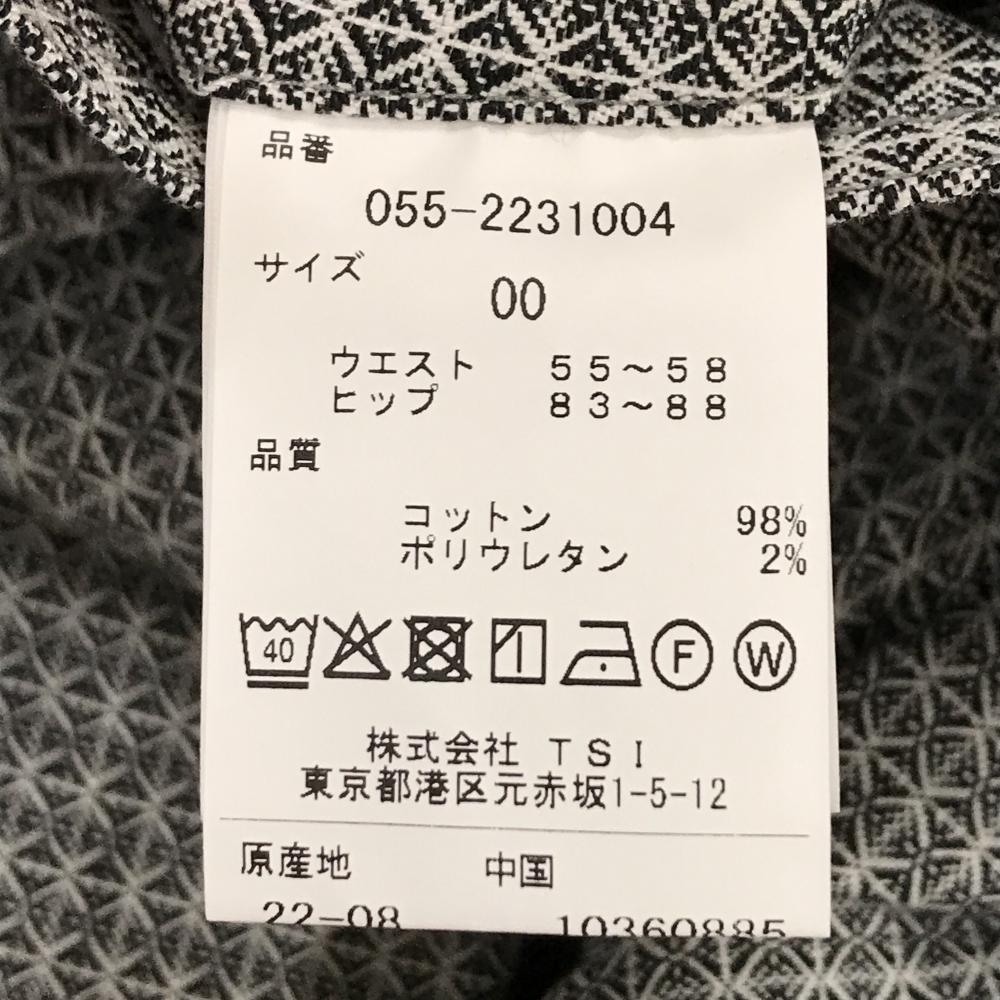 品番
055-2231004
サイズ
00
ウエスト 55～58
ヒップ 83～88
品質
コットン 98%
ポリウレタン 2%
40 F W
株式会社 TSI
東京都港区元赤坂1-5-12
原産地 中国
22-08 10360885